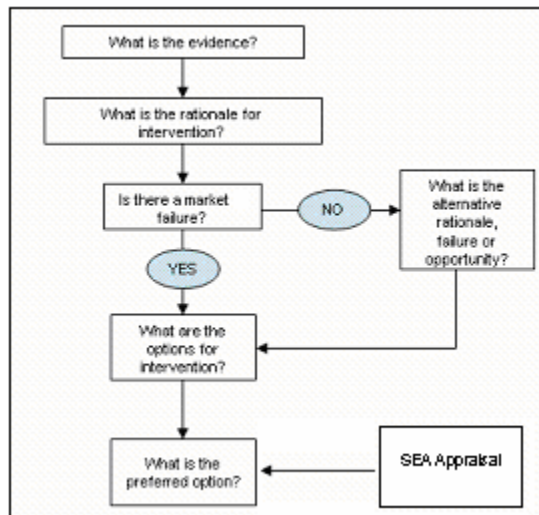 What is the evidence?
What is the rationale for
intervention?
Is there a market
failure?
NO
What is the
alternative
rationale,
failure or
opportunity?
YES
What are the
options for
intervention?
What is the
preferred option?
SEA Appraisal